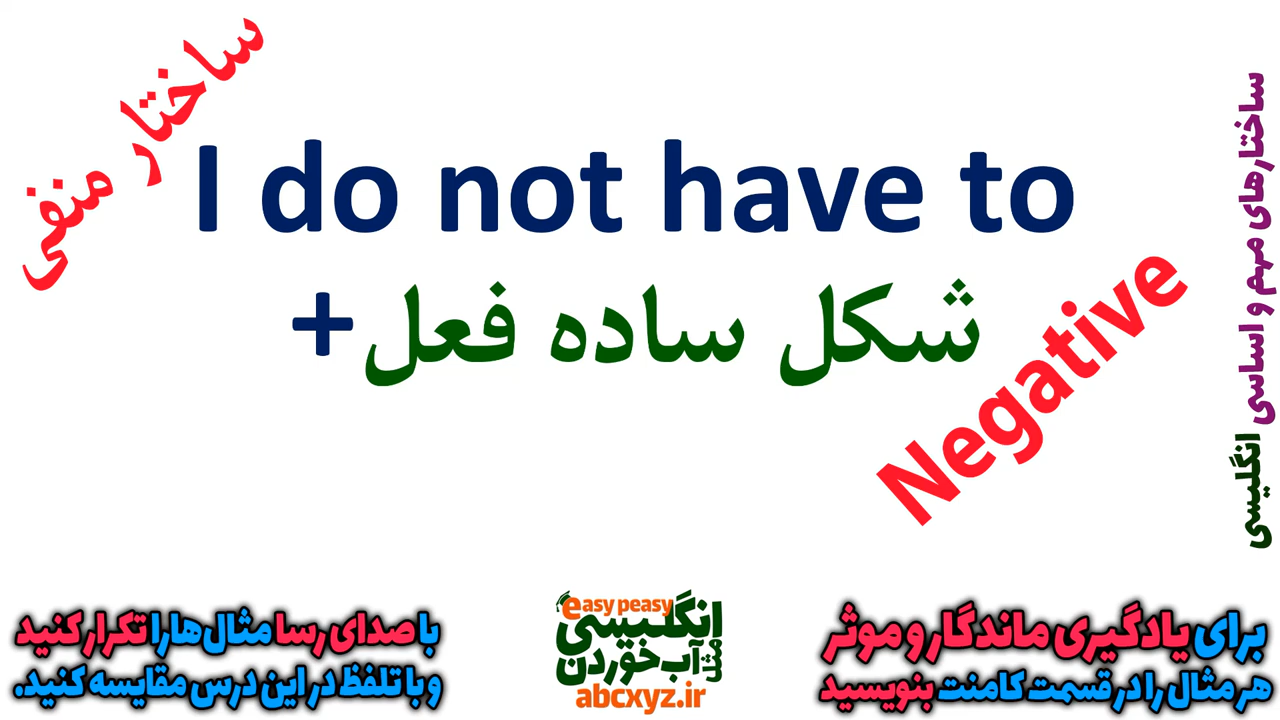 ساختار منفی
I do not have to
+شکل ساده فعل
Negative
ساختارهای مهم و اساسی انگلیسی
با صدای رسا مثال‌ها را تکرار کنید
و با تلفظ در این درس مقایسه کنید.
easy peasy
انگلیسی
مثل آب خوردن
abcxyz.ir
برای یادگیری ماندگار و موثر
هر مثال را در قسمت کامنت بنویسید